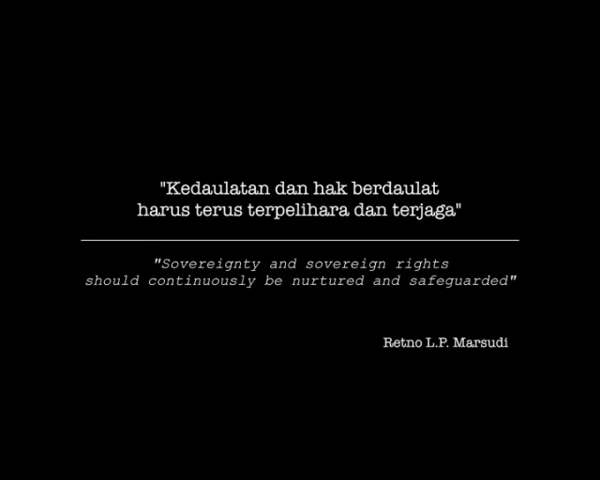 "Kedaulatan dan hak berdaulat
harus terus terpelihara dan terjaga"
"Sovereignty and sovereign rights
should continuously be nurtured and safeguarded"
Retno L.P. Marsudi